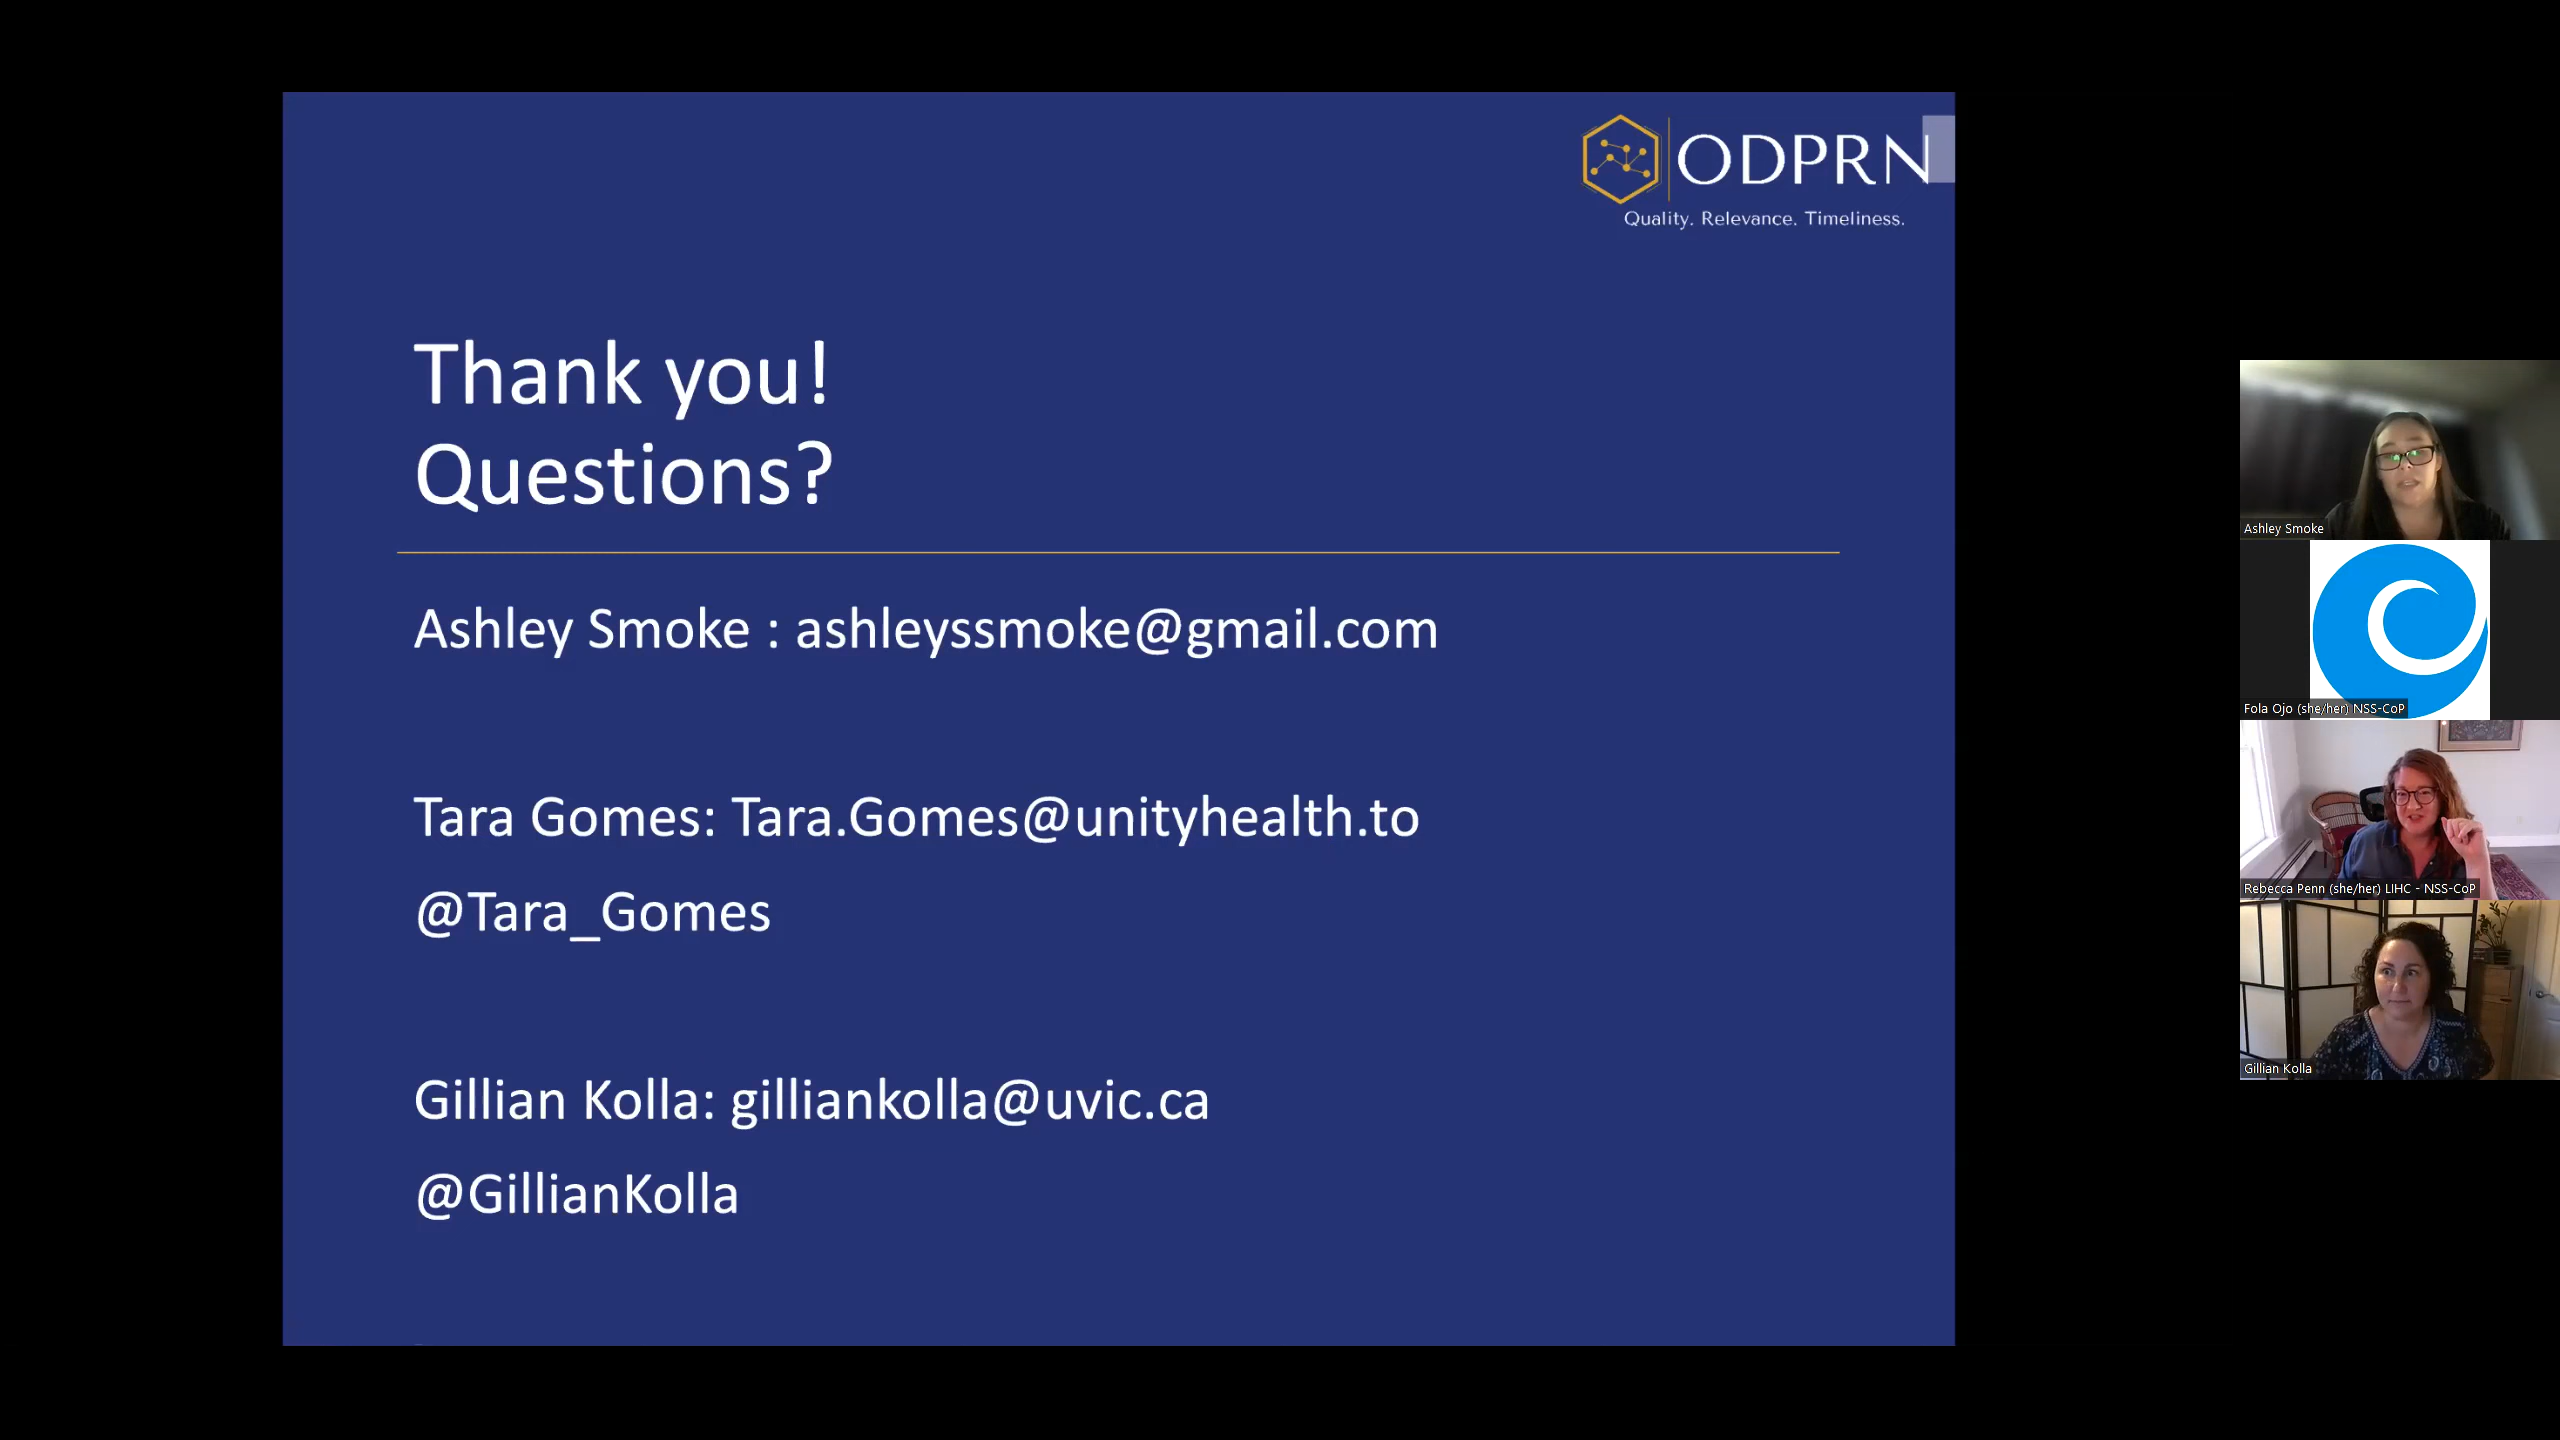 ODPRN
Quality. Relevance. Timeliness.
Thank you!
Questions?
Ashley Smoke : ashleyssmoke@gmail.com
Tara Gomes: Tara.Gomes@unityhealth.to
@Tara_Gomes
Gillian Kolla: gilliankolla@uvic.ca
@GillianKolla
Ashley Smoke
Fola Ojo (she/her) NSS-CoP
Rebecca Penn (she/her) LIHC - NSS-CoP
Gillian Kolla